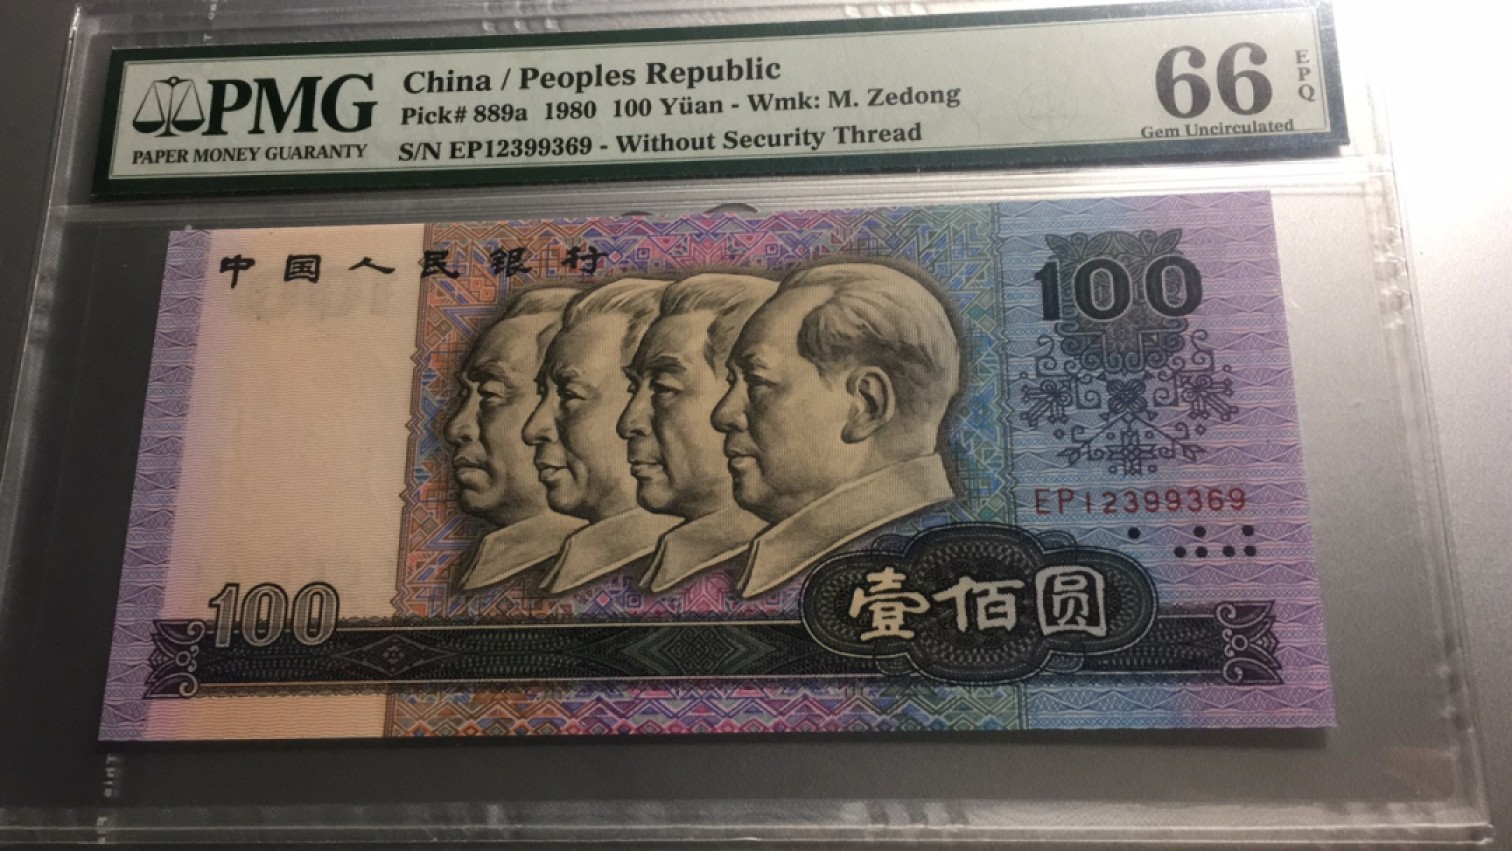 PMG
PAPER MONEY GUARANTY
China / Peoples Republic
Pick# 889a 1980 100 Yüan - Wmk: M. Zedong
S/N EP12399369 - Without Security Thread
66 EPQ
Gem Uncirculated
中国人民银行
100
EP12399369
100
壹佰圆